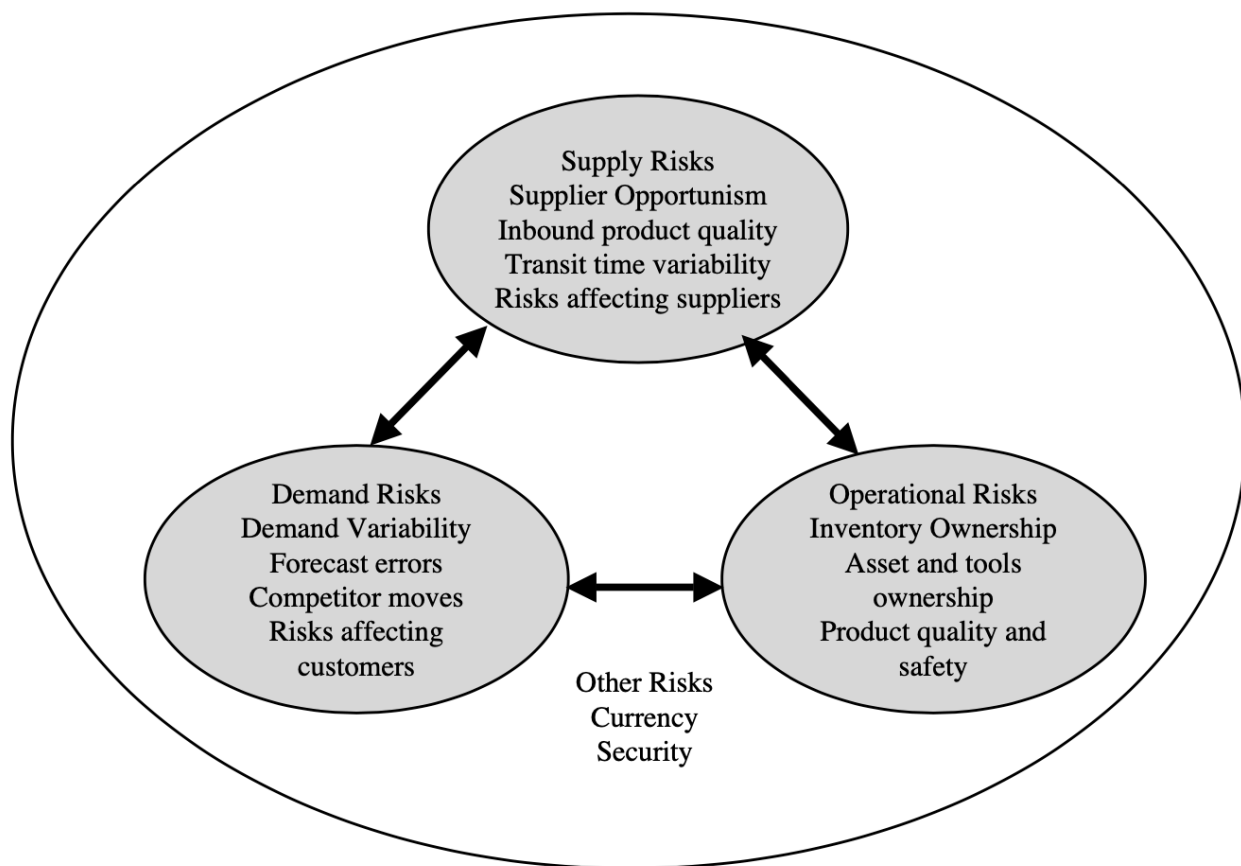 Supply Risks
Supplier Opportunism
Inbound product quality
Transit time variability
Risks affecting suppliers
Demand Risks
Demand Variability
Forecast errors
Competitor moves
Risks affecting
customers
Operational Risks
Inventory Ownership
Asset and tools
ownership
Product quality and
safety
Other Risks
Currency
Security